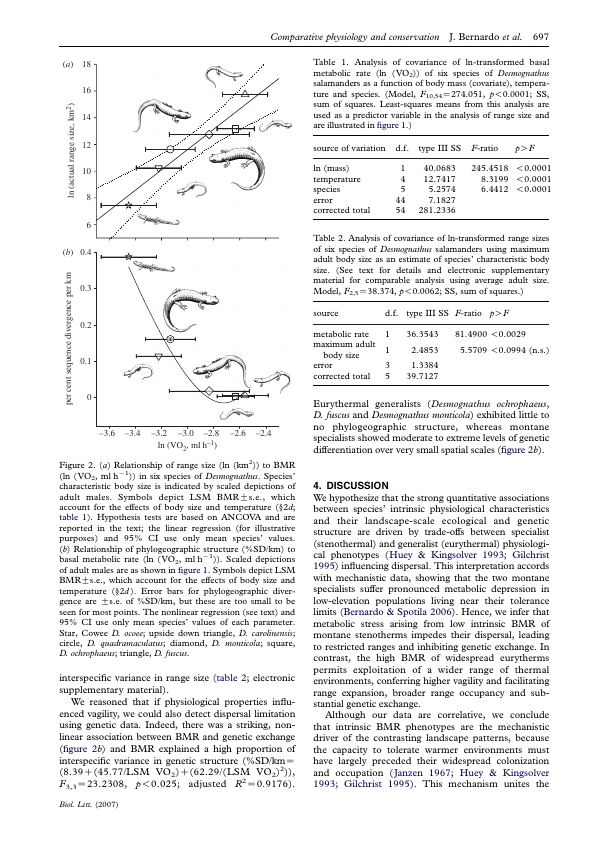 Comparative physiology and conservation J. Bernardo et al. 697
(a) 18
16
14
12
10
8
6
ln (actual range size, km2)
(b) 0.4
0.3
0.2
0.1
0
per cent sequence divergence per km
−3.6 −3.4 −3.2 −3.0 −2.8 −2.6 −2.4
ln (VO2, ml h−1)
Figure 2. (a) Relationship of range size (ln (km2)) to BMR
(ln (VO2, ml h−1)) in six species of Desmognathus. Species'
characteristic body size is indicated by scaled depictions of
adult males. Symbols depict LSM BMR±s.e., which
account for the effects of body size and temperature (§2d;
table 1). Hypothesis tests are based on ANCOVA and are
reported in the text; the linear regression (for illustrative
purposes) and 95% CI use only mean species' values.
(b) Relationship of phylogeographic structure (%SD/km) to
basal metabolic rate (ln (VO2, ml h−1)). Scaled depictions
of adult males are as shown in figure 1. Symbols depict LSM
BMR±s.e., which account for the effects of body size and
temperature (§2d). Error bars for phylogeographic diver-
gence are ±s.e. of %SD/km, but these are too small to be
seen for most points. The nonlinear regression (see text) and
95% CI use only mean species' values of each parameter.
Star, Cowee D. ocoee; upside down triangle, D. carolinensis;
circle, D. quadramaculatus; diamond, D. monticola; square,
D. ochrophaeus; triangle, D. fuscus.
interspecific variance in range size (table 2; electronic
supplementary material).
We reasoned that if physiological properties influ-
enced vagility, we could also detect dispersal limitation
using genetic data. Indeed, there was a striking, non-
linear association between BMR and genetic exchange
(figure 2b) and BMR explained a high proportion of
interspecific variance in genetic structure (%SD/km=
(8.39+(45.77/LSM VO2)+(62.29/(LSM VO2)2)),
F3,3=23.2308, p<0.025; adjusted R2=0.9176).
Table 1. Analysis of covariance of ln-transformed basal
metabolic rate (ln (VO2)) of six species of Desmognathus
salamanders as a function of body mass (covariate), tempera-
ture and species. (Model, F10,54=274.051, p<0.0001; SS,
sum of squares. Least-squares means from this analysis are
used as a predictor variable in the analysis of range size and
are illustrated in figure 1.)
source of variation d.f. type III SS F-ratio p>F
ln (mass) 1 40.0683 245.4518 <0.0001
temperature 4 12.7417 8.3199 <0.0001
species 5 5.2574 6.4412 <0.0001
error 44 7.1827
corrected total 54 281.2336
Table 2. Analysis of covariance of ln-transformed range sizes
of six species of Desmognathus salamanders using maximum
adult body size as an estimate of species' characteristic body
size. (See text for details and electronic supplementary
material for comparable analysis using average adult size.
Model, F2,5=38.374, p<0.0062; SS, sum of squares.)
source d.f. type III SS F-ratio p>F
metabolic rate 1 36.3543 81.4900 <0.0029
maximum adult
body size 1 2.4853 5.5709 <0.0994 (n.s.)
error 3 1.3384
corrected total 5 39.7127
Eurythermal generalists (Desmognathus ochrophaeus,
D. fuscus and Desmognathus monticola) exhibited little to
no phylogeographic structure, whereas montane
specialists showed moderate to extreme levels of genetic
differentiation over very small spatial scales (figure 2b).
4. DISCUSSION
We hypothesize that the strong quantitative associations
between species' intrinsic physiological characteristics
and their landscape-scale ecological and genetic
structure are driven by trade-offs between specialist
(stenothermal) and generalist (eurythermal) physiologi-
cal phenotypes (Huey & Kingsolver 1993; Gilchrist
1995) influencing dispersal. This interpretation accords
with mechanistic data, showing that the two montane
specialists suffer pronounced metabolic depression in
low-elevation populations living near their tolerance
limits (Bernardo & Spotila 2006). Hence, we infer that
metabolic stress arising from low intrinsic BMR of
montane stenotherms impedes their dispersal, leading
to restricted ranges and inhibiting genetic exchange. In
contrast, the high BMR of widespread eurytherms
permits exploitation of a wider range of thermal
environments, conferring higher vagility and facilitating
range expansion, broader range occupancy and sub-
stantial genetic exchange.
Although our data are correlative, we conclude
that intrinsic BMR phenotypes are the mechanistic
driver of the contrasting landscape patterns, because
the capacity to tolerate warmer environments must
have largely preceded their widespread colonization
and occupation (Janzen 1967; Huey & Kingsolver
1993; Gilchrist 1995). This mechanism unites the
Biol. Lett. (2007)